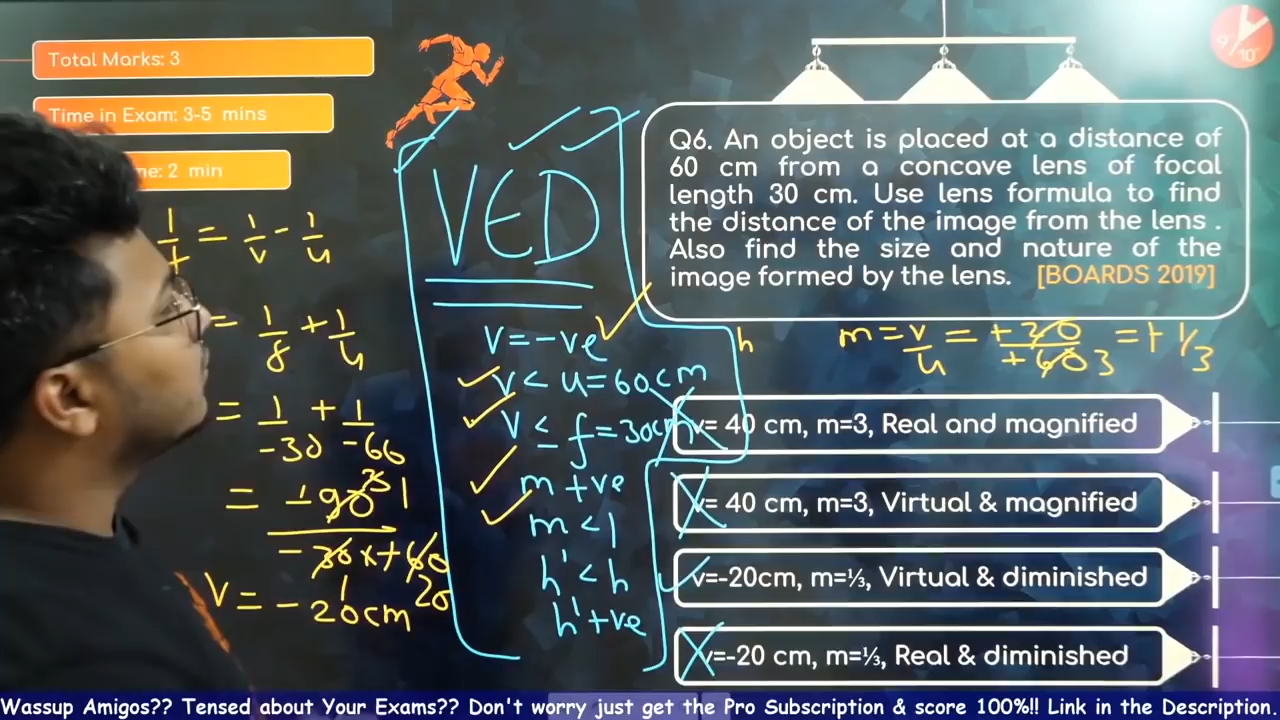 Total Marks: 3
Time in Exam: 3-5 mins
me: 2 min
9th 10th
Q6. An object is placed at a distance of
60 cm from a concave lens of focal
length 30 cm. Use lens formula to find
the distance of the image from the lens .
Also find the size and nature of the
image formed by the lens. [BOARDS 2019]
1/f = 1/v - 1/u
= 1/8 + 1/u
= 1/-30 + 1/-60
v = -20cm
VED
v = -ve
v < u = 60cm
v ≤ f = 30cm
m +ve
m < 1
h' < h
h' +ve
h
m = v/u = +20/+60 3 = +1/3
v= 40 cm, m=3, Real and magnified
v= 40 cm, m=3, Virtual & magnified
v=-20cm, m=⅓, Virtual & diminished
v=-20 cm, m=⅓, Real & diminished
Wassup Amigos?? Tensed about Your Exams?? Don't worry just get the Pro Subscription & score 100%!! Link in the Description.